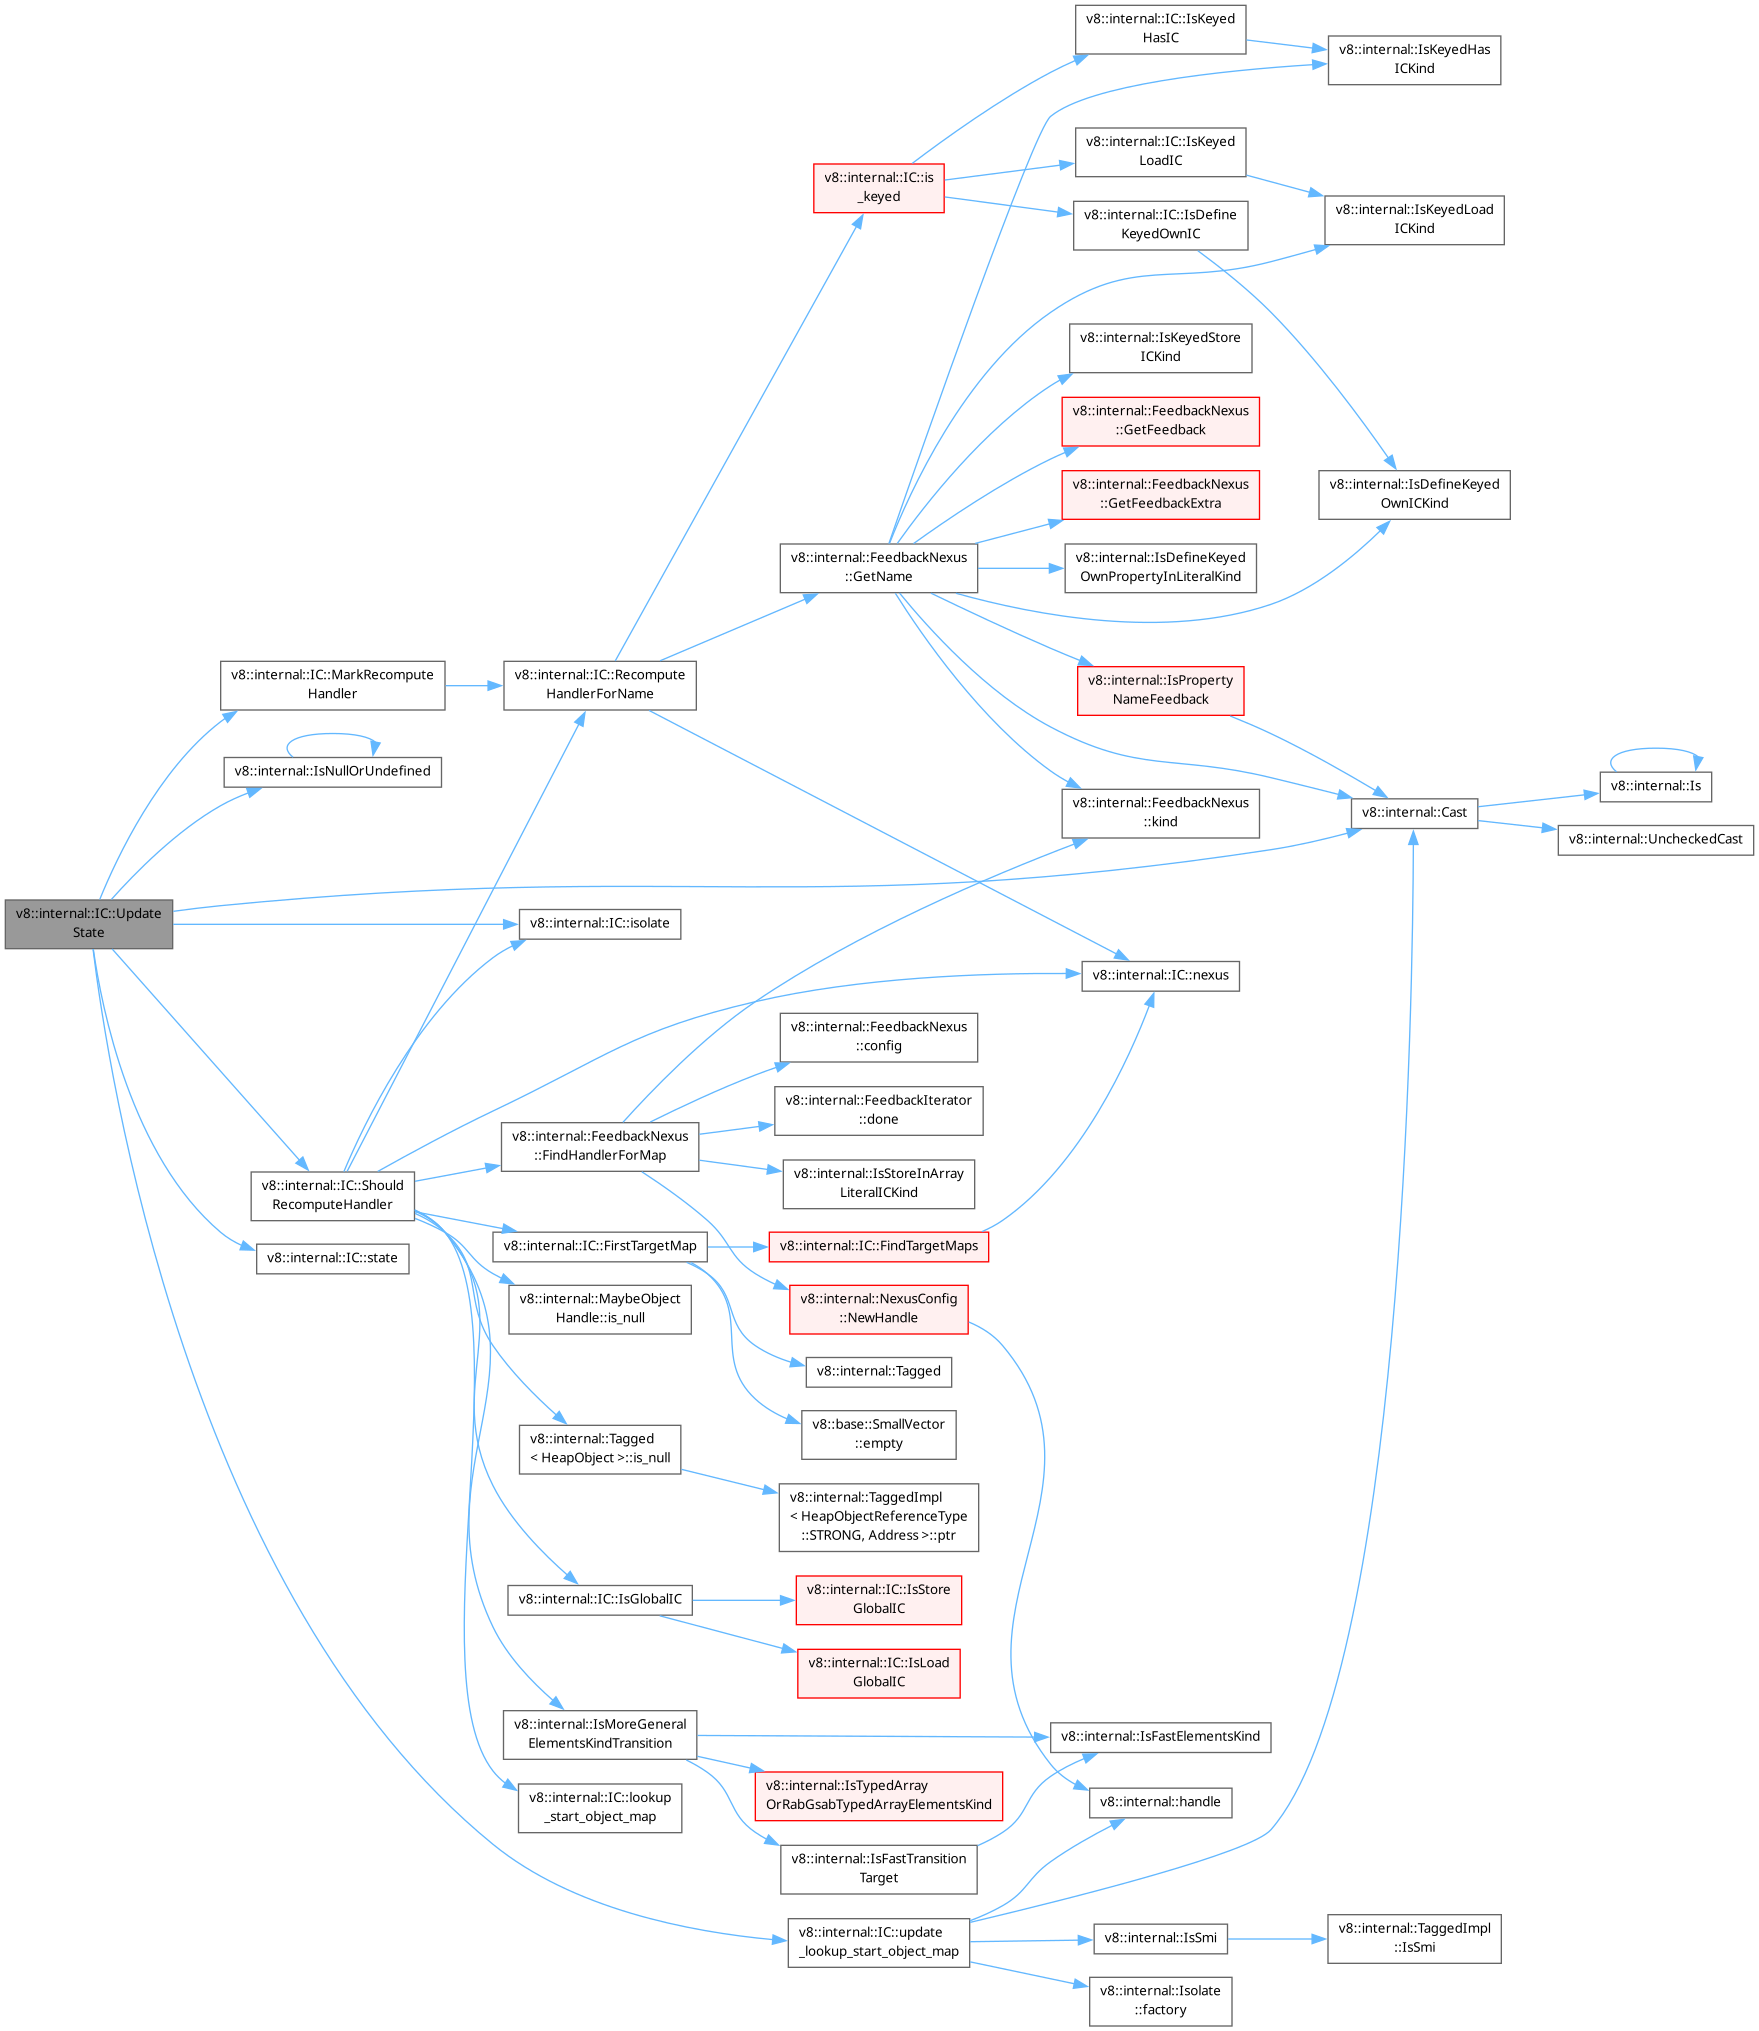 v8::internal::IC::Update
State
v8::internal::IC::MarkRecompute
Handler
v8::internal::IsNullOrUndefined
v8::internal::IC::Should
RecomputeHandler
v8::internal::IC::state
v8::internal::IC::Recompute
HandlerForName
v8::internal::IC::isolate
v8::internal::FeedbackNexus
::FindHandlerForMap
v8::internal::IC::FirstTargetMap
v8::internal::MaybeObject
Handle::is_null
v8::internal::Tagged
< HeapObject >::is_null
v8::internal::IC::IsGlobalIC
v8::internal::IsMoreGeneral
ElementsKindTransition
v8::internal::IC::lookup
_start_object_map
v8::internal::IC::is
_keyed
v8::internal::FeedbackNexus
::GetName
v8::internal::FeedbackNexus
::config
v8::internal::FeedbackIterator
::done
v8::internal::IsStoreInArray
LiteralICKind
v8::internal::IC::FindTargetMaps
v8::internal::NexusConfig
::NewHandle
v8::internal::Tagged
v8::base::SmallVector
::empty
v8::internal::TaggedImpl
< HeapObjectReferenceType
::STRONG, Address >::ptr
v8::internal::IC::IsStore
GlobalIC
v8::internal::IC::IsLoad
GlobalIC
v8::internal::IsTypedArray
OrRabGsabTypedArrayElementsKind
v8::internal::IsFastTransition
Target
v8::internal::IC::update
_lookup_start_object_map
v8::internal::IC::IsKeyed
HasIC
v8::internal::IC::IsKeyed
LoadIC
v8::internal::IC::IsDefine
KeyedOwnIC
v8::internal::IsKeyedStore
ICKind
v8::internal::FeedbackNexus
::GetFeedback
v8::internal::FeedbackNexus
::GetFeedbackExtra
v8::internal::IsDefineKeyed
OwnPropertyInLiteralKind
v8::internal::IsProperty
NameFeedback
v8::internal::FeedbackNexus
::kind
v8::internal::IC::nexus
v8::internal::IsFastElementsKind
v8::internal::handle
v8::internal::IsSmi
v8::internal::Isolate
::factory
v8::internal::IsKeyedHas
ICKind
v8::internal::IsKeyedLoad
ICKind
v8::internal::IsDefineKeyed
OwnICKind
v8::internal::Cast
v8::internal::TaggedImpl
::IsSmi
v8::internal::Is
v8::internal::UncheckedCast